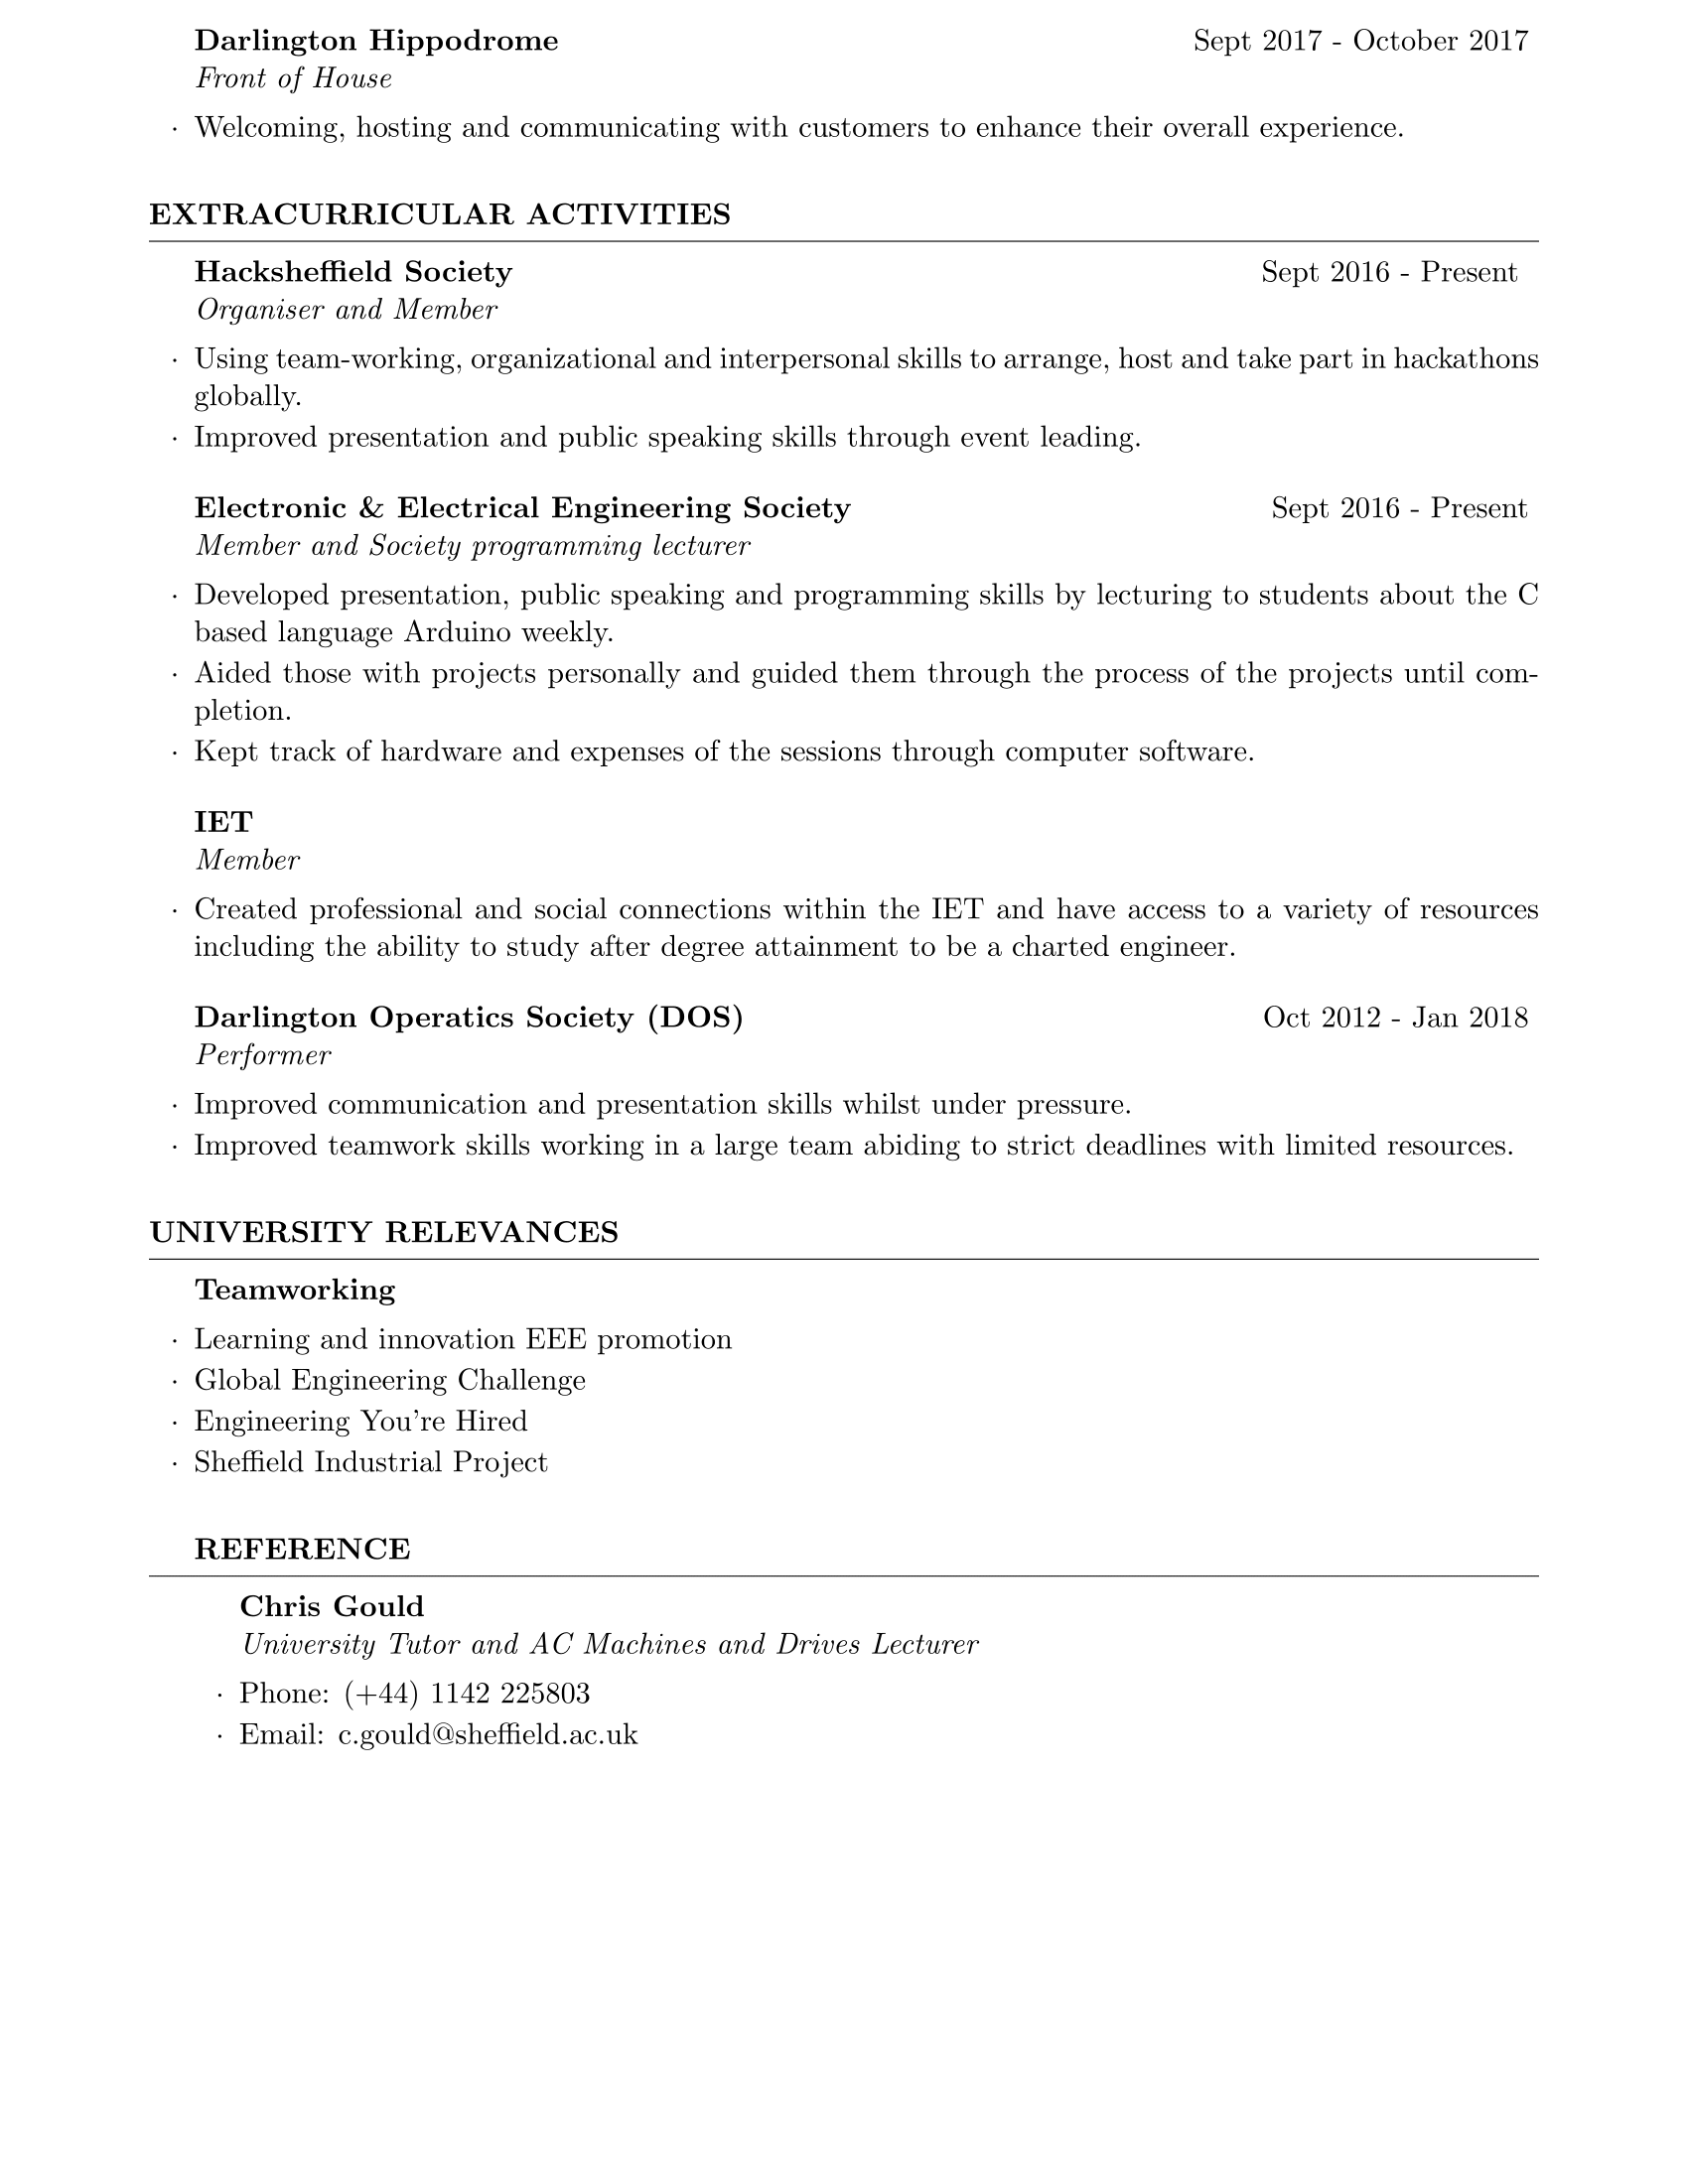 Darlington Hippodrome Sept 2017 - October 2017
Front of House
· Welcoming, hosting and communicating with customers to enhance their overall experience.
EXTRACURRICULAR ACTIVITIES
Hacksheffield Society Sept 2016 - Present
Organiser and Member
· Using team-working, organizational and interpersonal skills to arrange, host and take part in hackathons
globally.
· Improved presentation and public speaking skills through event leading.
Electronic & Electrical Engineering Society Sept 2016 - Present
Member and Society programming lecturer
· Developed presentation, public speaking and programming skills by lecturing to students about the C
based language Arduino weekly.
· Aided those with projects personally and guided them through the process of the projects until com-
pletion.
· Kept track of hardware and expenses of the sessions through computer software.
IET
Member
· Created professional and social connections within the IET and have access to a variety of resources
including the ability to study after degree attainment to be a charted engineer.
Darlington Operatics Society (DOS) Oct 2012 - Jan 2018
Performer
· Improved communication and presentation skills whilst under pressure.
· Improved teamwork skills working in a large team abiding to strict deadlines with limited resources.
UNIVERSITY RELEVANCES
Teamworking
· Learning and innovation EEE promotion
· Global Engineering Challenge
· Engineering You're Hired
· Sheffield Industrial Project
REFERENCE
Chris Gould
University Tutor and AC Machines and Drives Lecturer
· Phone: (+44) 1142 225803
· Email: c.gould@sheffield.ac.uk